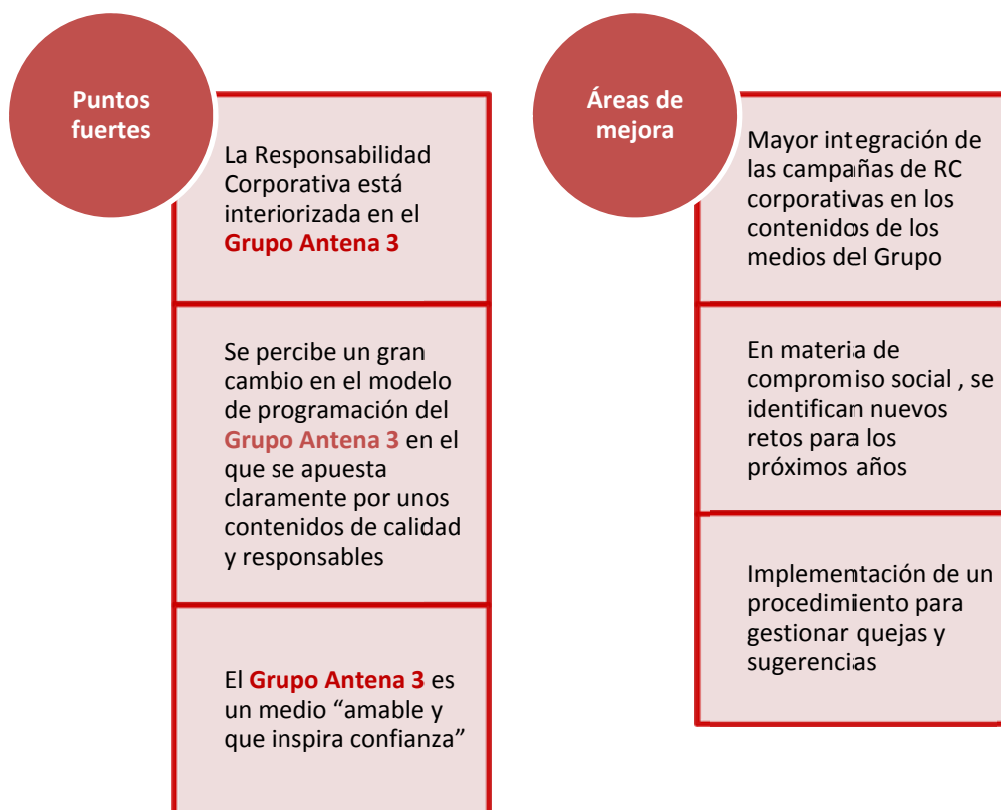 Puntos
fuertes
La Responsabilidad
Corporativa está
interiorizada en el
Grupo Antena 3
Se percibe un gran
cambio en el modelo
de programación del
Grupo Antena 3 en el
que se apuesta
claramente por unos
contenidos de calidad
y responsables
El Grupo Antena 3 es
un medio “amable y
que inspira confianza”
Áreas de
mejora
Mayor integración de
las campañas de RC
corporativas en los
contenidos de los
medios del Grupo
En materia de
compromiso social , se
identifican nuevos
retos para los
próximos años
Implementación de un
procedimiento para
gestionar quejas y
sugerencias